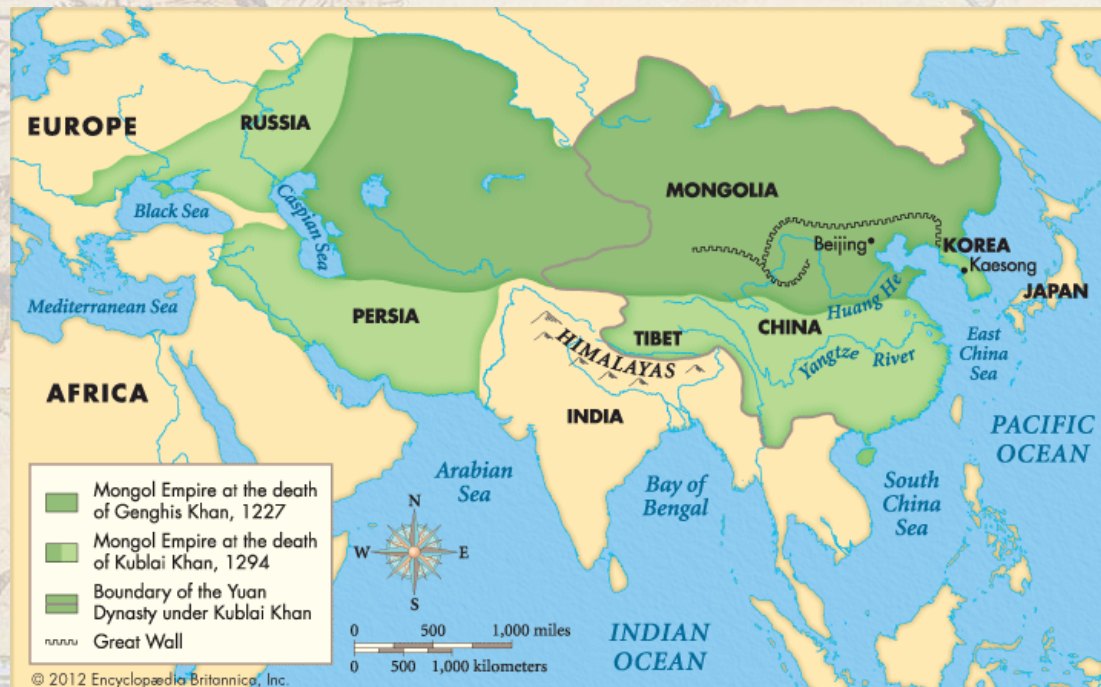 EUROPE
RUSSIA
MONGOLIA
Black Sea
Caspian Sea
Beijing
KOREA
Kaesong
JAPAN
Mediterranean Sea
PERSIA
Huang He
CHINA
TIBET
HIMALAYAS
Yangtze River
East
China
Sea
AFRICA
INDIA
PACIFIC
OCEAN
Arabian
Sea
Bay of
Bengal
South
China
Sea
Mongol Empire at the death
of Genghis Khan, 1227
Mongol Empire at the death
of Kublai Khan, 1294
Boundary of the Yuan
Dynasty under Kublai Khan
Great Wall
N
W E
S
0 500 1,000 miles
0 500 1,000 kilometers
INDIAN
OCEAN
© 2012 Encyclopædia Britannica, Inc.